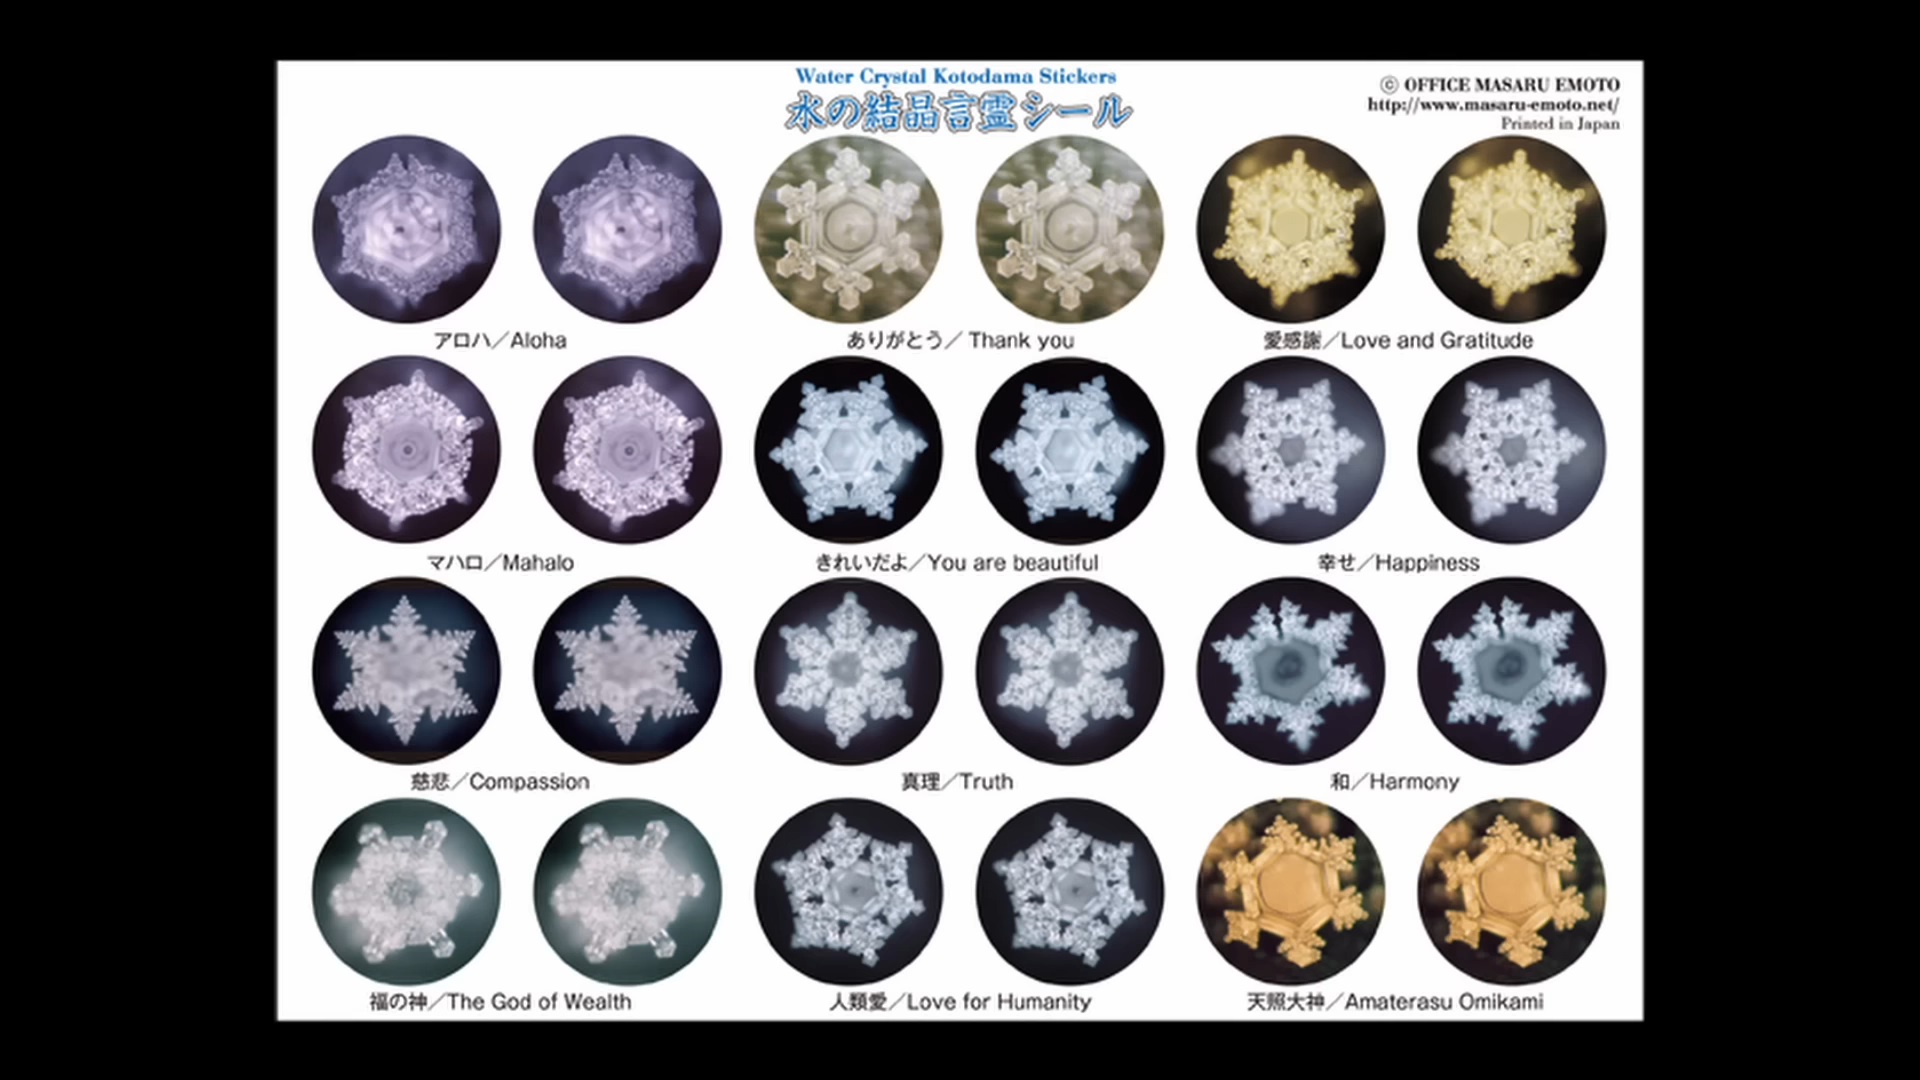 Water Crystal Kotodama Stickers
水の結晶言霊シール
© OFFICE MASARU EMOTO
http://www.masaru-emoto.net/
Printed in Japan
アロハ／Aloha
ありがとう／Thank you
愛感謝／Love and Gratitude
マハロ／Mahalo
きれいだよ／You are beautiful
幸せ／Happiness
慈悲／Compassion
真理／Truth
和／Harmony
福の神／The God of Wealth
人類愛／Love for Humanity
天照大神／Amaterasu Omikami